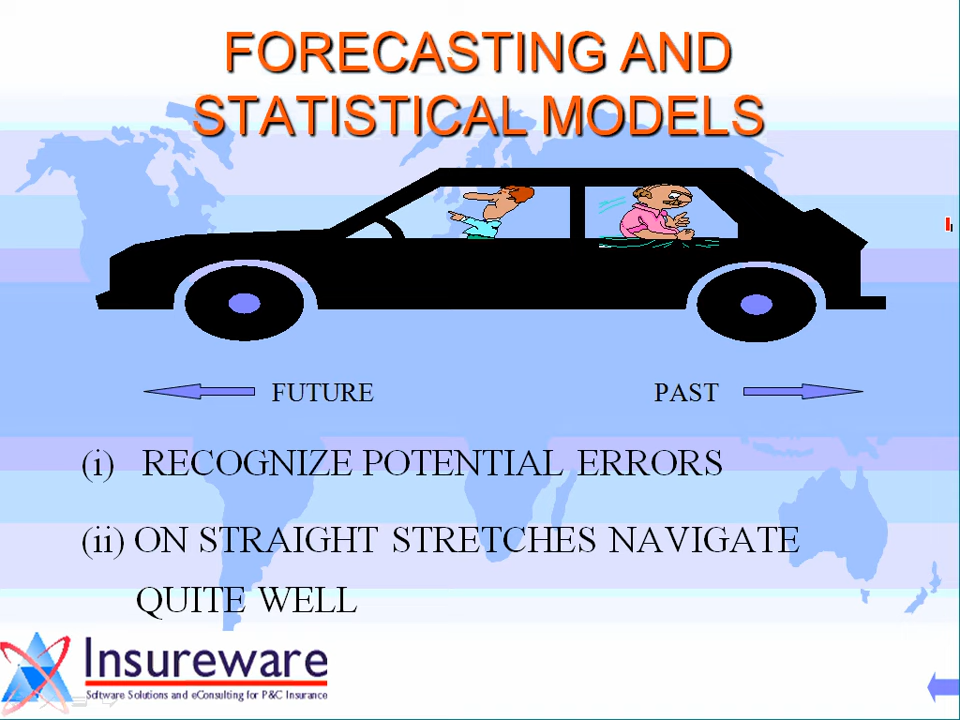 FORECASTING AND
STATISTICAL MODELS
FUTURE
PAST
(i) RECOGNIZE POTENTIAL ERRORS
(ii) ON STRAIGHT STRETCHES NAVIGATE
QUITE WELL
Insureware
Software Solutions and eConsulting for P&C Insurance